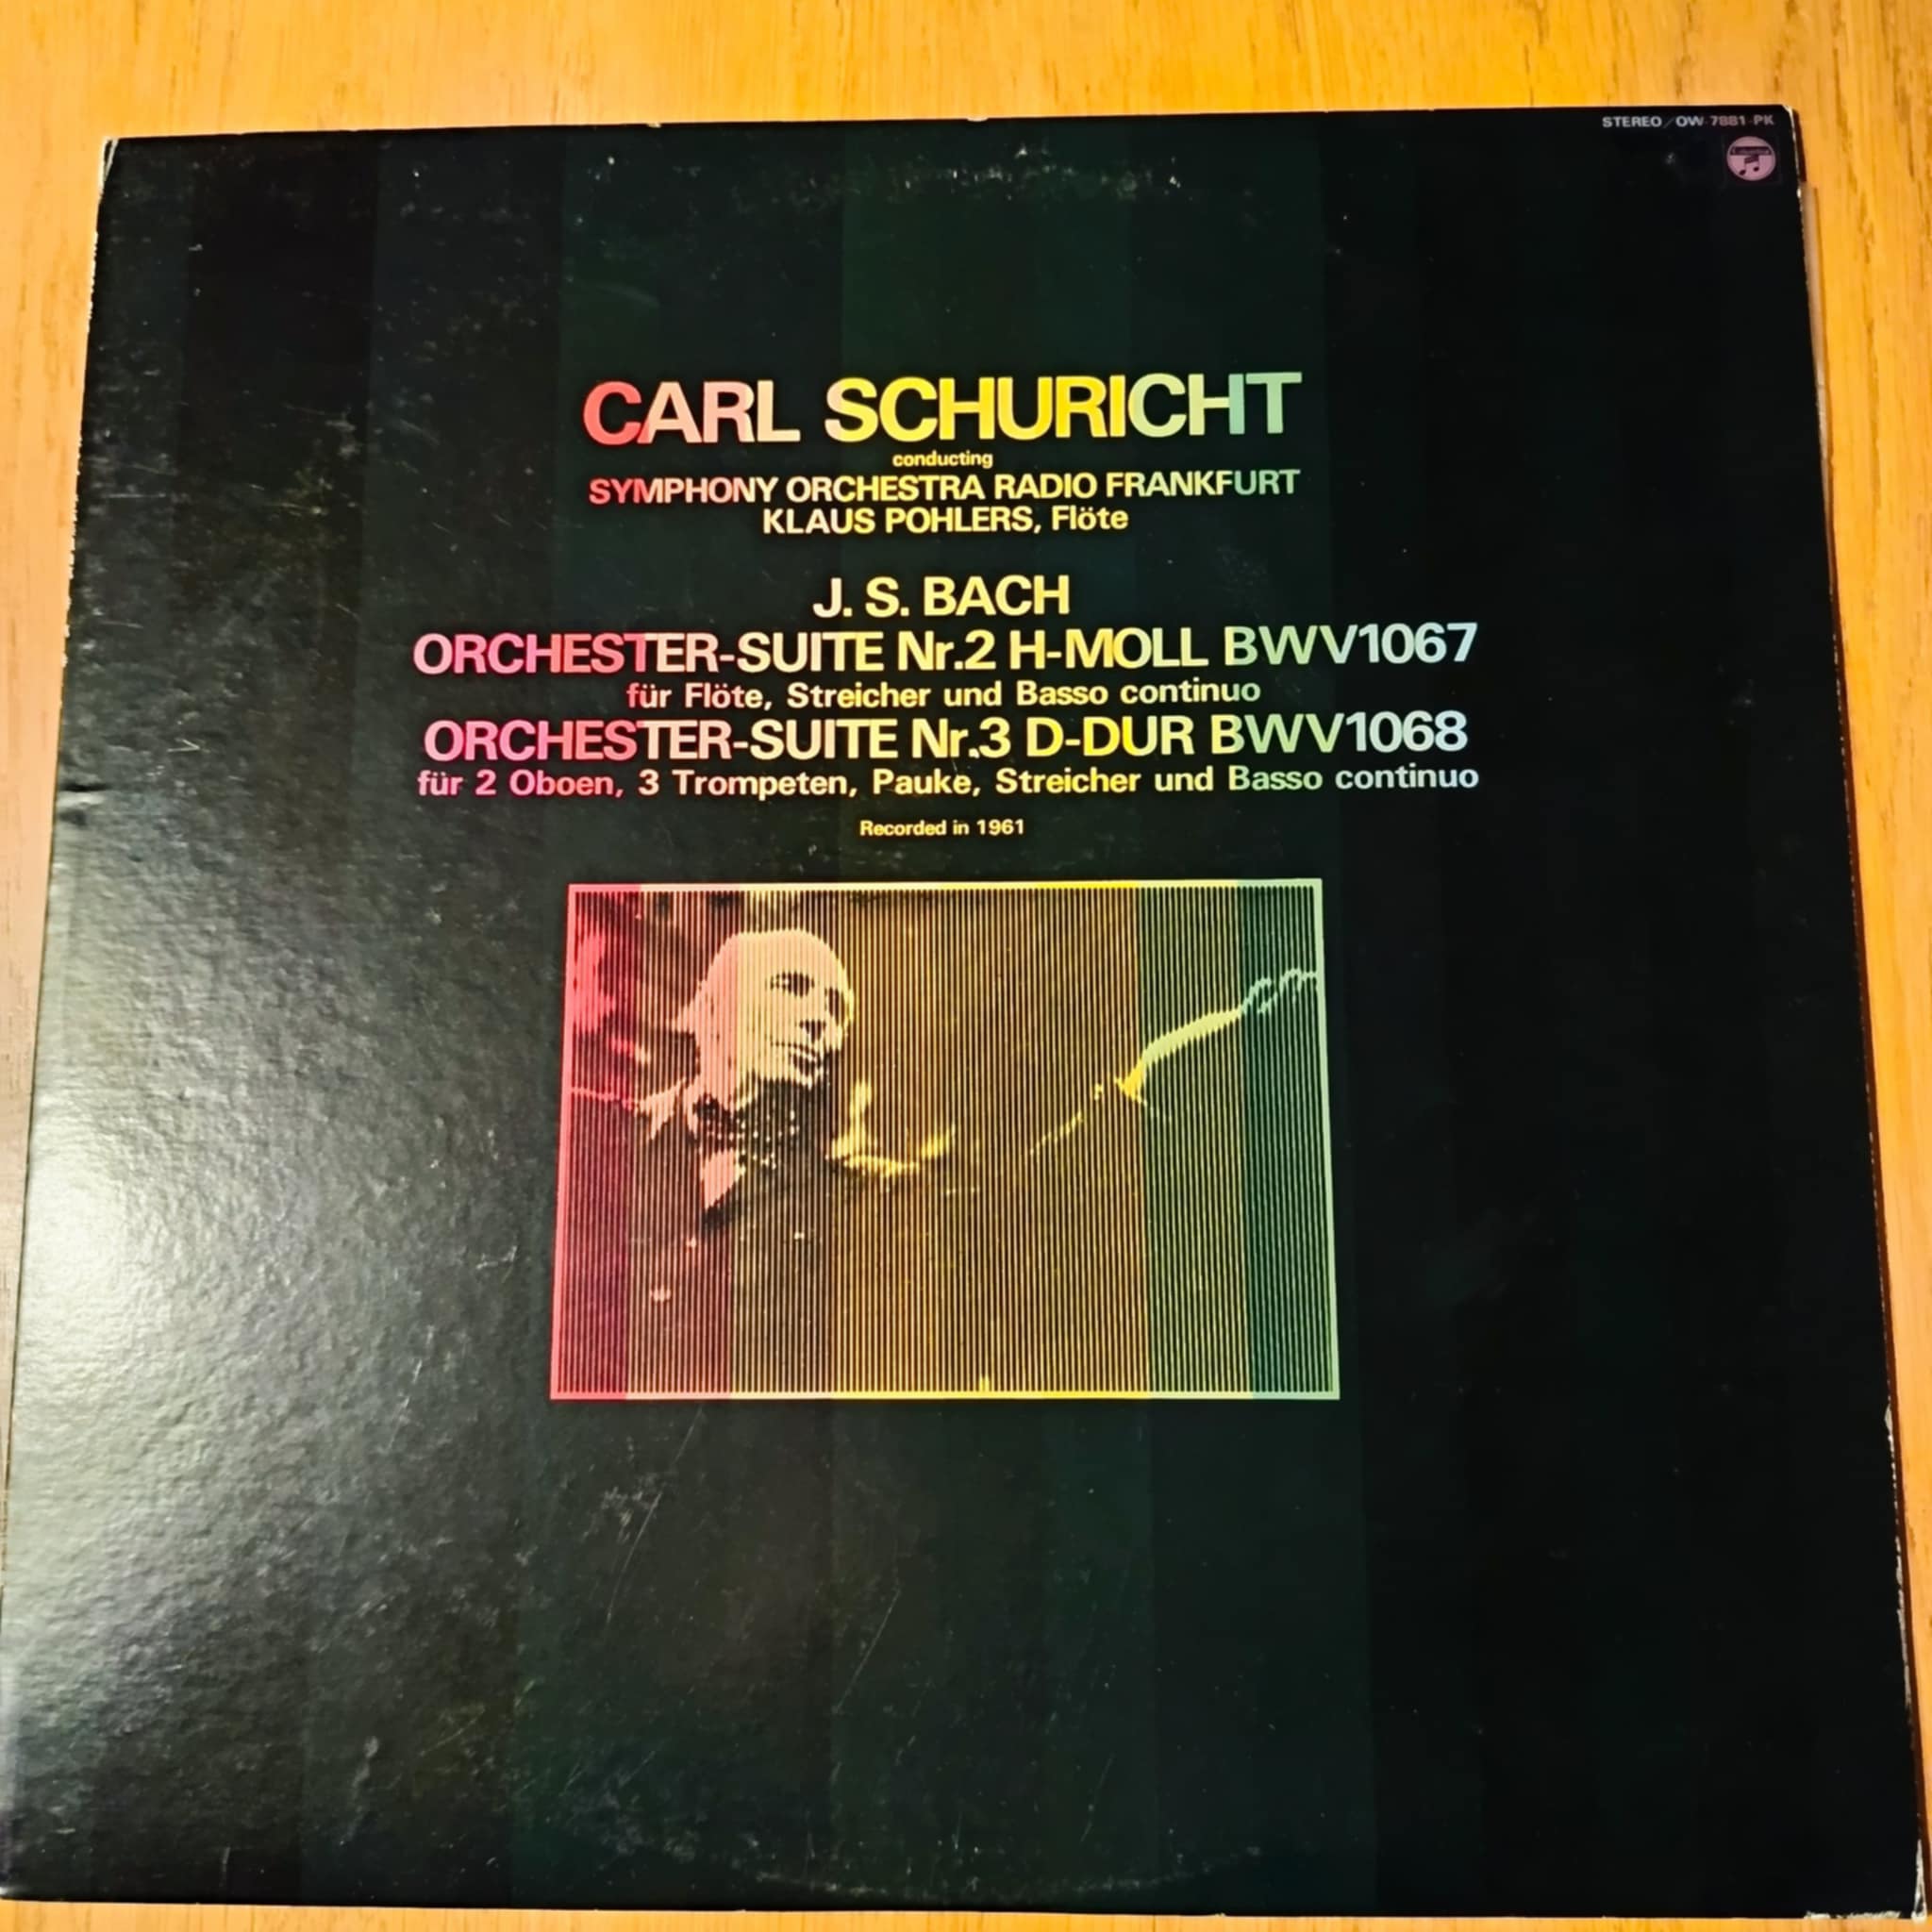 STEREO/OW-7881-PK
Columbia
CARL SCHURICHT
conducting
SYMPHONY ORCHESTRA RADIO FRANKFURT
KLAUS POHLERS, Flöte
J. S. BACH
ORCHESTER-SUITE Nr.2 H-MOLL BWV1067
für Flöte, Streicher und Basso continuo
ORCHESTER-SUITE Nr.3 D-DUR BWV1068
für 2 Oboen, 3 Trompeten, Pauke, Streicher und Basso continuo
Recorded in 1961